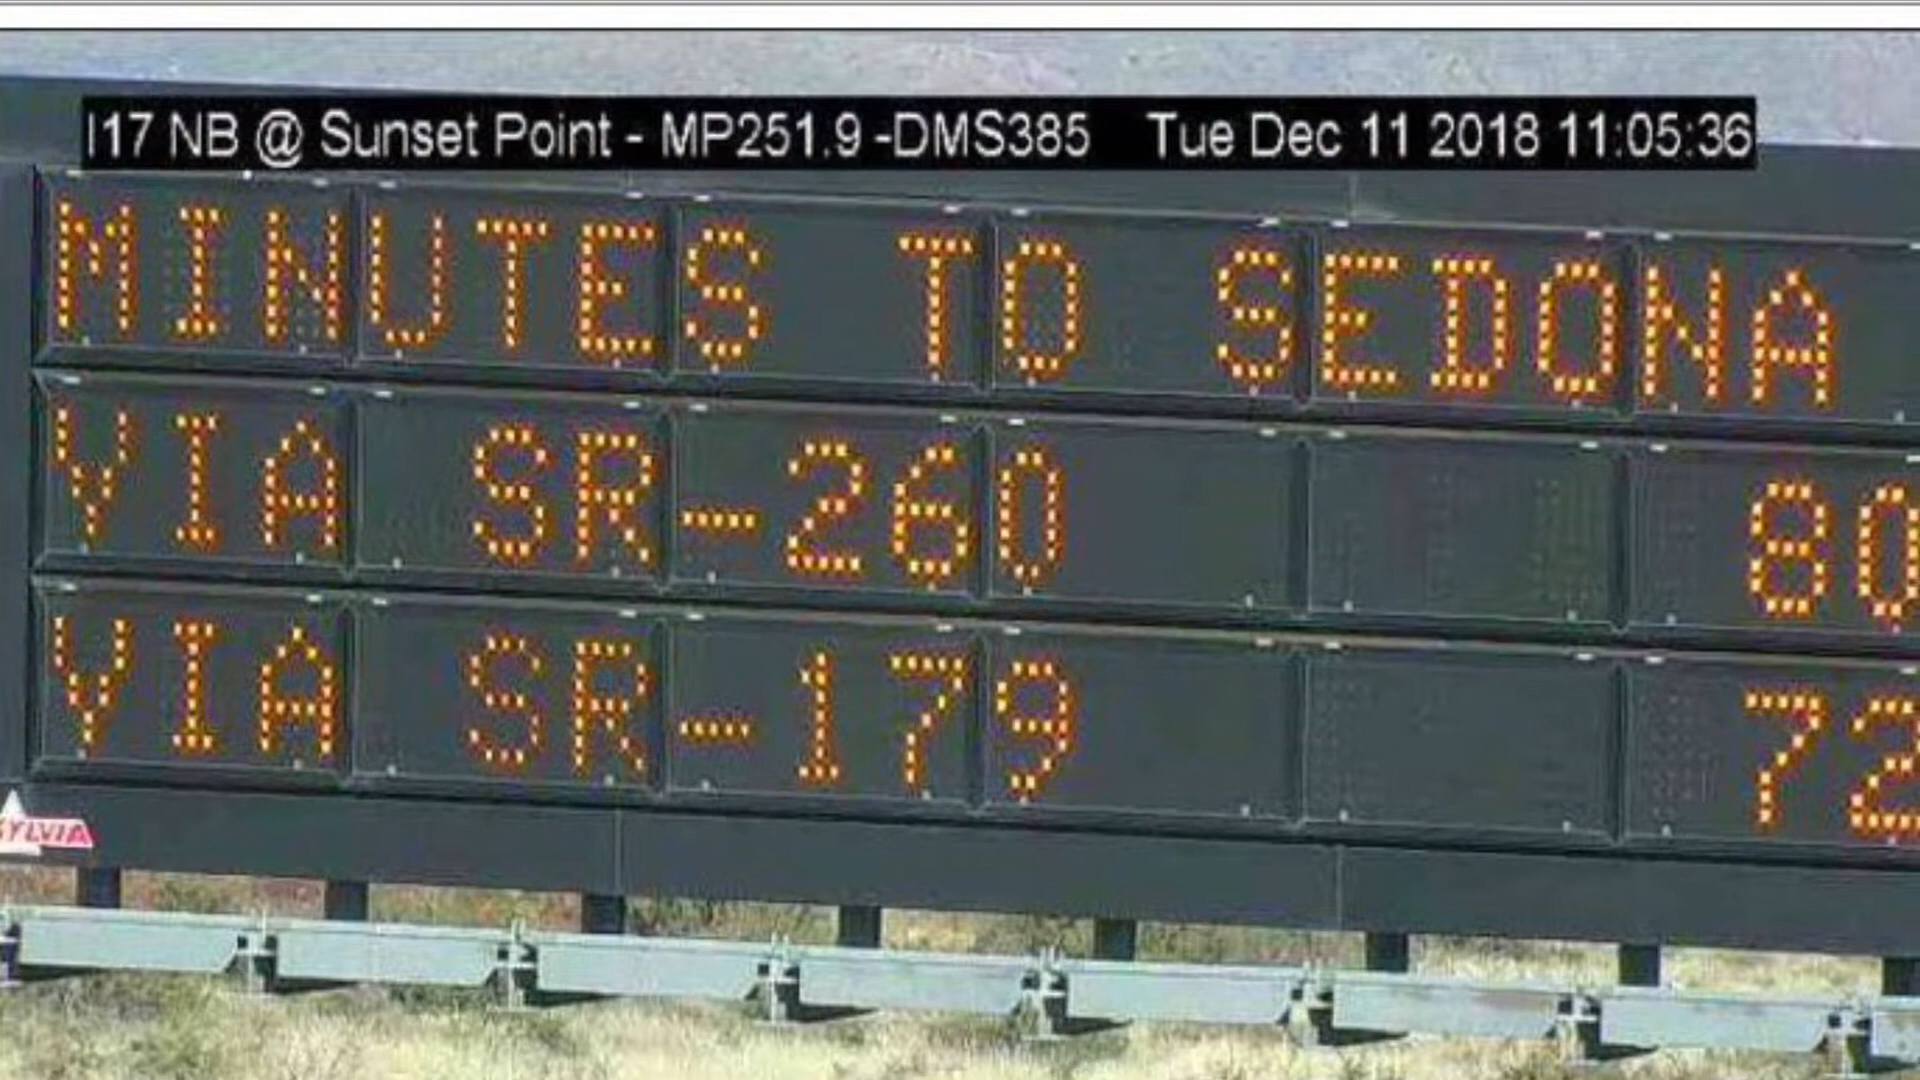 I17 NB @ Sunset Point - MP251.9 -DMS385 Tue Dec 11 2018 11:05:36
MINUTES TO SEDONA
VIA SR-260 80
VIA SR-179 72
SYLVIA